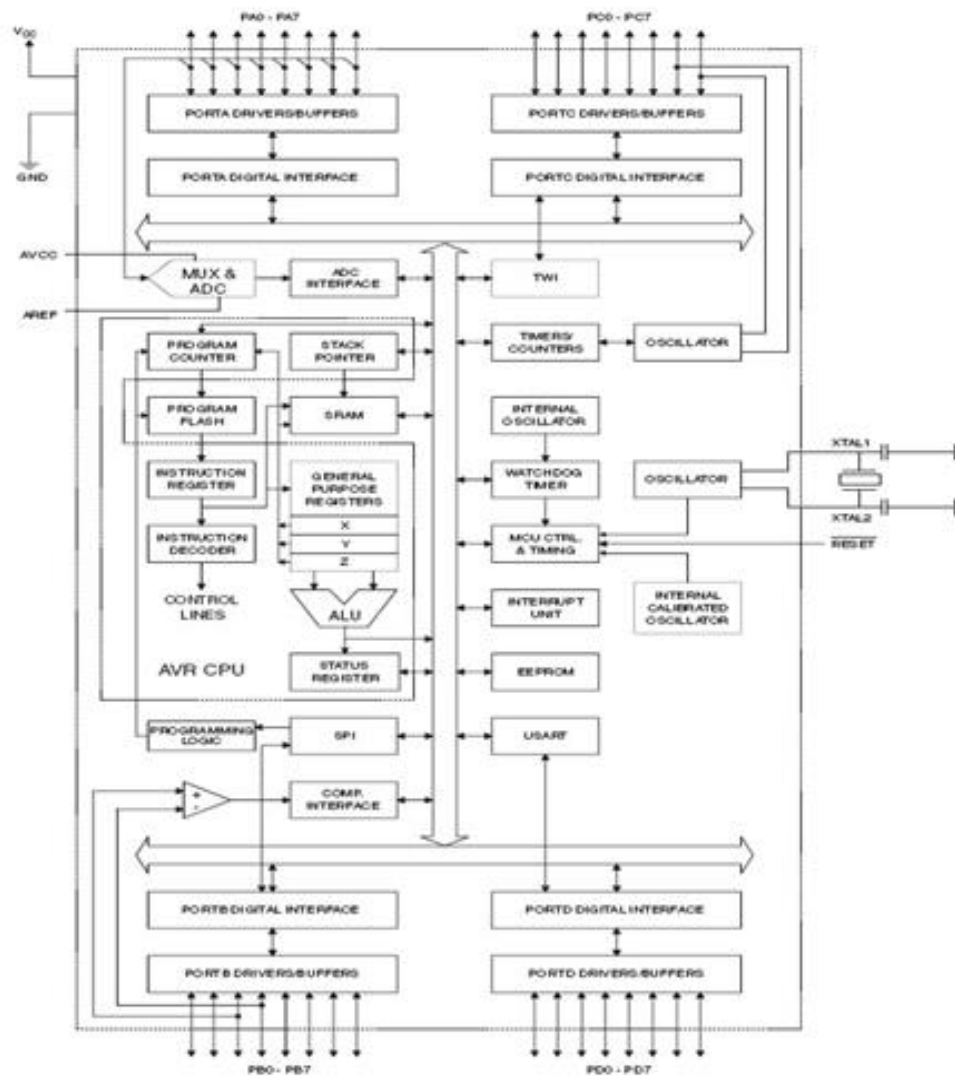 PA0 - PA7
PC0 - PC7
VCC
PORTA DRIVERS/BUFFERS
PORTC DRIVERS/BUFFERS
GND
PORTA DIGITAL INTERFACE
PORTC DIGITAL INTERFACE
AVCC
MUX &
ADC
ADC
INTERFACE
TWI
AREF
PROGRAM
COUNTER
STACK
POINTER
TIMERS/
COUNTERS
OSCILLATOR
PROGRAM
FLASH
SRAM
INTERNAL
OSCILLATOR
XTAL1
INSTRUCTION
REGISTER
GENERAL
PURPOSE
REGISTERS
WATCHDOG
TIMER
OSCILLATOR
X
XTAL2
INSTRUCTION
DECODER
Y
Z
MCU CTRL.
& TIMING
RESET
CONTROL
LINES
ALU
INTERRUPT
UNIT
INTERNAL
CALIBRATED
OSCILLATOR
AVR CPU
STATUS
REGISTER
EEPROM
PROGRAMMING
LOGIC
SPI
USART
+
-
COMP.
INTERFACE
PORTB DIGITAL INTERFACE
PORTD DIGITAL INTERFACE
PORTB DRIVERS/BUFFERS
PORTD DRIVERS/BUFFERS
PB0 - PB7
PD0 - PD7